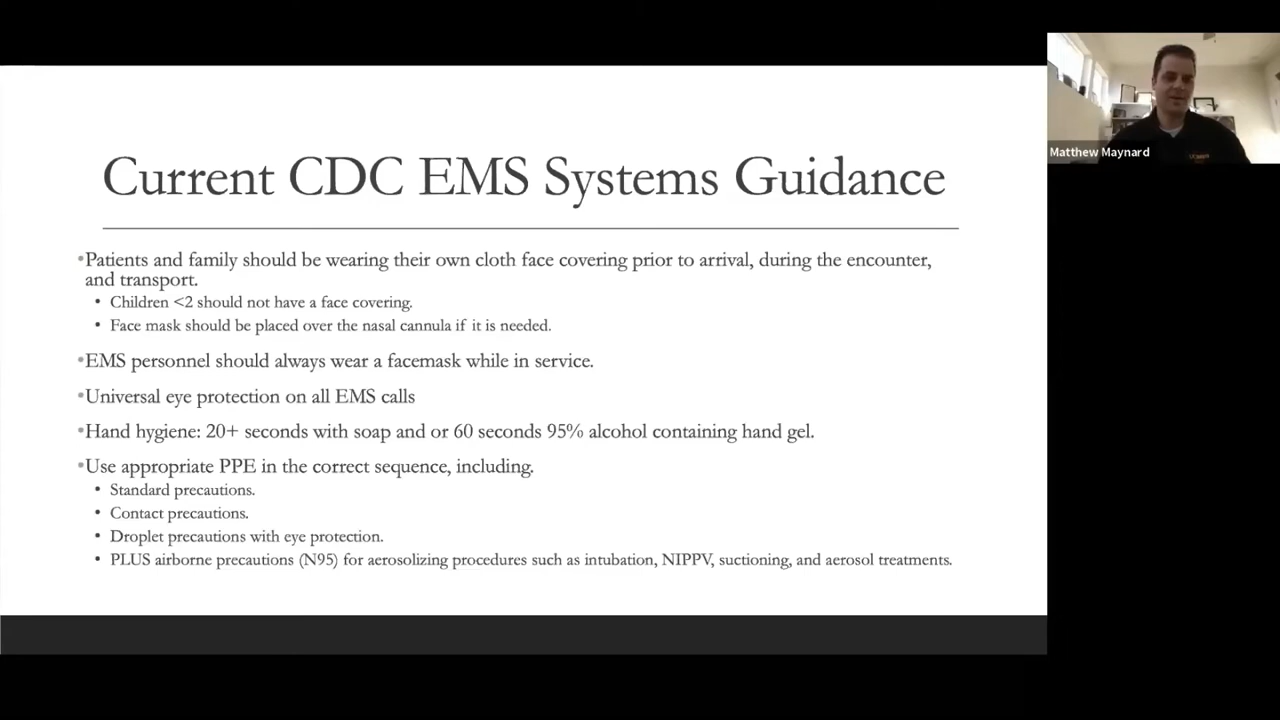 Current CDC EMS Systems Guidance
•Patients and family should be wearing their own cloth face covering prior to arrival, during the encounter,
and transport.
• Children <2 should not have a face covering.
• Face mask should be placed over the nasal cannula if it is needed.
•EMS personnel should always wear a facemask while in service.
•Universal eye protection on all EMS calls
•Hand hygiene: 20+ seconds with soap and or 60 seconds 95% alcohol containing hand gel.
•Use appropriate PPE in the correct sequence, including.
• Standard precautions.
• Contact precautions.
• Droplet precautions with eye protection.
• PLUS airborne precautions (N95) for aerosolizing procedures such as intubation, NIPPV, suctioning, and aerosol treatments.
Matthew Maynard